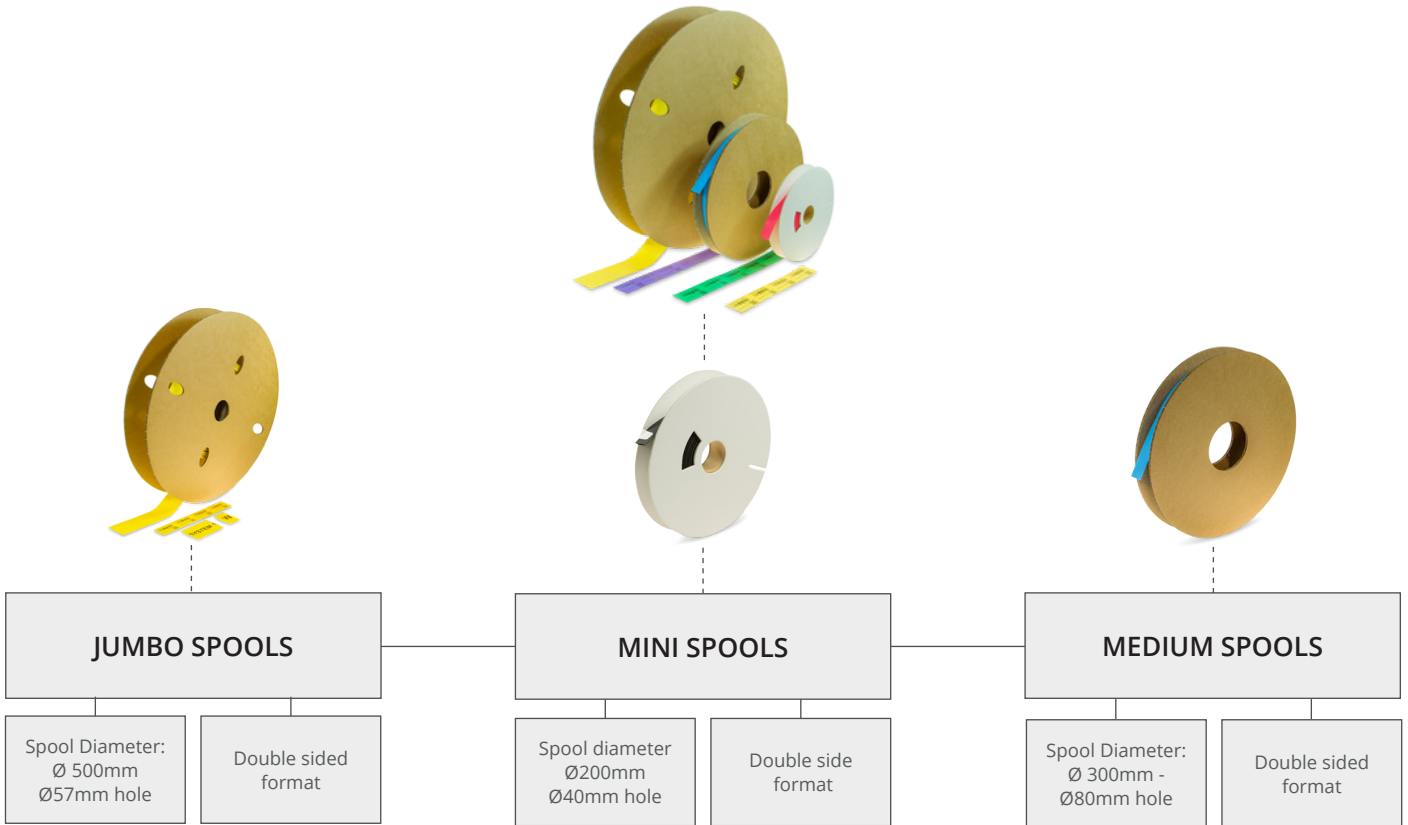 SYSTEM
JUMBO SPOOLS
MINI SPOOLS
MEDIUM SPOOLS
Spool Diameter:
Ø 500mm
Ø57mm hole
Double sided
format
Spool diameter
Ø200mm
Ø40mm hole
Double side
format
Spool Diameter:
Ø 300mm -
Ø80mm hole
Double sided
format